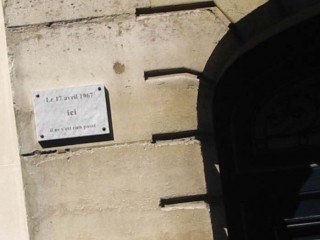 Le 17 avril 1967
ici
il ne s'est rien passé